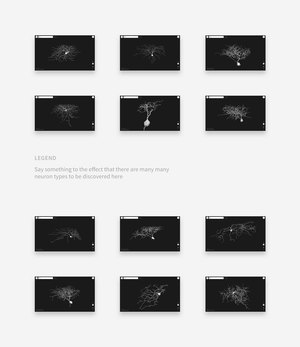 LEGEND
Say something to the effect that there are many many
neuron types to be discovered here